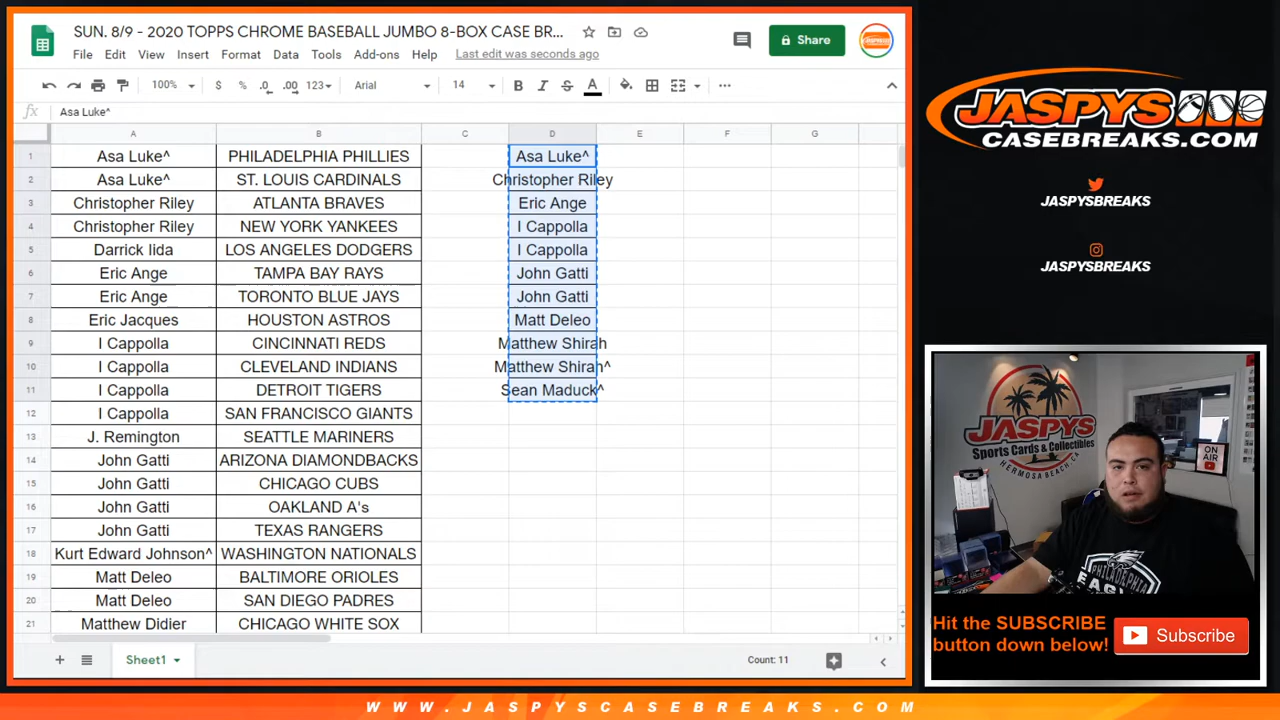 SUN. 8/9 - 2020 TOPPS CHROME BASEBALL JUMBO 8-BOX CASE BR...
File Edit View Insert Format Data Tools Add-ons Help Last edit was seconds ago
Share
100% $ % .0 .00 123 Arial 14 B I S A
fx Asa Luke^
A B C D E F G
1 Asa Luke^ PHILADELPHIA PHILLIES Asa Luke^
2 Asa Luke^ ST. LOUIS CARDINALS Christopher Riley
3 Christopher Riley ATLANTA BRAVES Eric Ange
4 Christopher Riley NEW YORK YANKEES I Cappolla
5 Darrick Iida LOS ANGELES DODGERS I Cappolla
6 Eric Ange TAMPA BAY RAYS John Gatti
7 Eric Ange TORONTO BLUE JAYS John Gatti
8 Eric Jacques HOUSTON ASTROS Matt Deleo
9 I Cappolla CINCINNATI REDS Matthew Shirah
10 I Cappolla CLEVELAND INDIANS Matthew Shirah^
11 I Cappolla DETROIT TIGERS Sean Maduck^
12 I Cappolla SAN FRANCISCO GIANTS
13 J. Remington SEATTLE MARINERS
14 John Gatti ARIZONA DIAMONDBACKS
15 John Gatti CHICAGO CUBS
16 John Gatti OAKLAND A's
17 John Gatti TEXAS RANGERS
18 Kurt Edward Johnson^ WASHINGTON NATIONALS
19 Matt Deleo BALTIMORE ORIOLES
20 Matt Deleo SAN DIEGO PADRES
21 Matthew Didier CHICAGO WHITE SOX
Sheet1
Count: 11
JASPYS
CASEBREAKS.COM
JASPYSBREAKS
JASPYSBREAKS
JASPYS
Sports Cards & Collectibles
HERMOSA BEACH, CA
ON
AIR
PHILADELPHIA
EAGLES
Hit the SUBSCRIBE
button down below!
Subscribe
WWW.JASPYSCASEBREAKS.COM